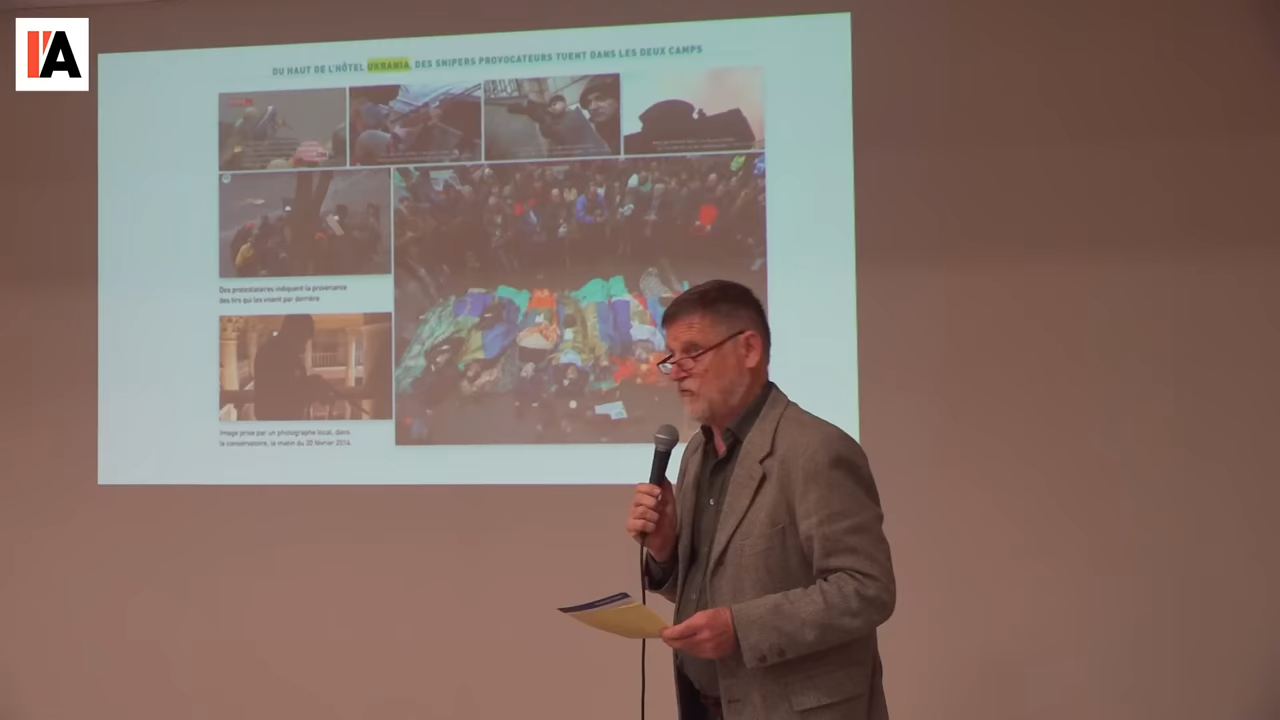 l'A
DU HAUT DE L'HÔTEL UKRANIA, DES SNIPERS PROVOCATEURS TUENT DANS LES DEUX CAMPS
Des protestataires indiquent la provenance
des tirs qui les visent par derrière
Image prise par un photographe local, dans
le conservatoire, le matin du 20 février 2014.